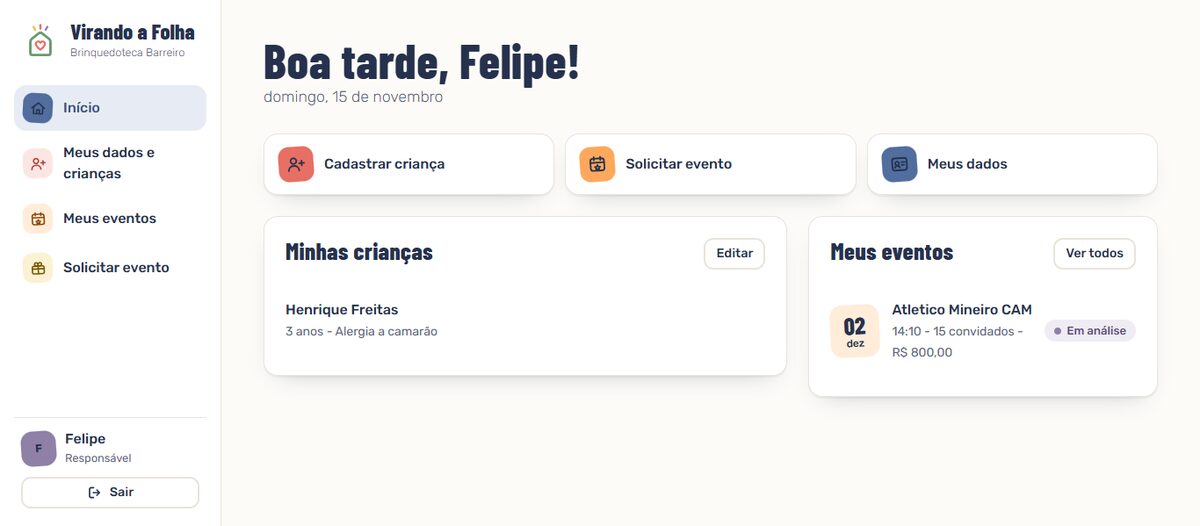 Virando a Folha
Brinquedoteca Barreiro
Início
Meus dados e
crianças
Meus eventos
Solicitar evento
F
Felipe
Responsável
Sair
Boa tarde, Felipe!
domingo, 15 de novembro
Cadastrar criança
Solicitar evento
Meus dados
Minhas crianças
Editar
Henrique Freitas
3 anos - Alergia a camarão
Meus eventos
Ver todos
02
dez
Atletico Mineiro CAM
14:10 - 15 convidados -
R$ 800,00
Em análise